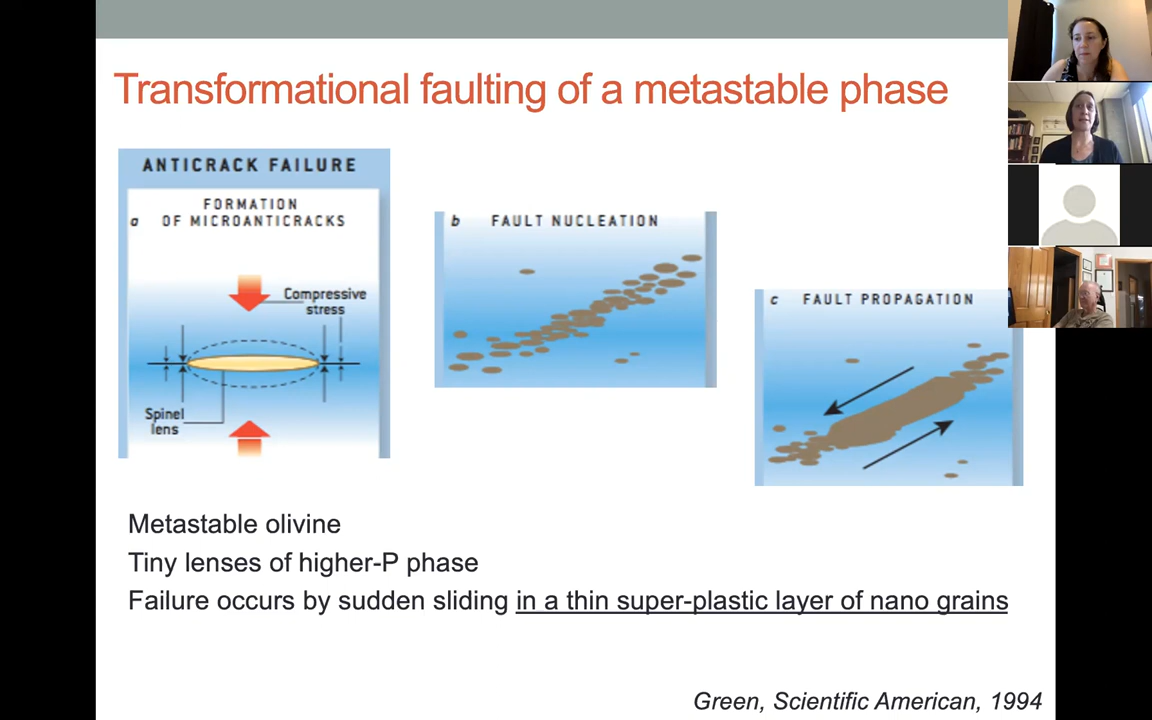 Transformational faulting of a metastable phase
ANTICRACK FAILURE
FORMATION
a OF MICROANTICRACKS
Compressive
stress
Spinel
lens
b FAULT NUCLEATION
c FAULT PROPAGATION
Metastable olivine
Tiny lenses of higher-P phase
Failure occurs by sudden sliding in a thin super-plastic layer of nano grains
Green, Scientific American, 1994